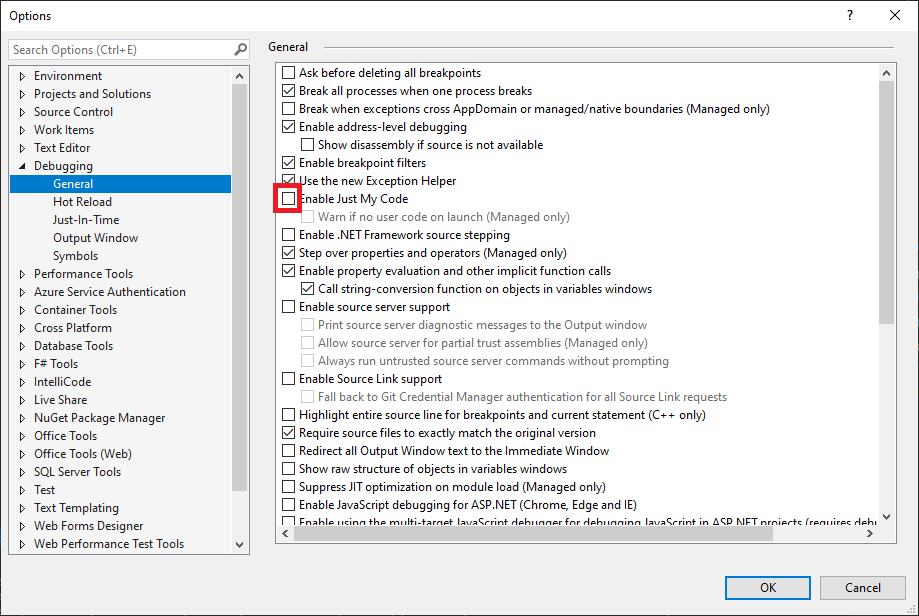 Options
?
Search Options (Ctrl+E)
Environment
Projects and Solutions
Source Control
Work Items
Text Editor
Debugging
General
Hot Reload
Just-In-Time
Output Window
Symbols
Performance Tools
Azure Service Authentication
Container Tools
Cross Platform
Database Tools
F# Tools
IntelliCode
Live Share
NuGet Package Manager
Office Tools
Office Tools (Web)
SQL Server Tools
Test
Text Templating
Web Forms Designer
Web Performance Test Tools
General
Ask before deleting all breakpoints
Break all processes when one process breaks
Break when exceptions cross AppDomain or managed/native boundaries (Managed only)
Enable address-level debugging
Show disassembly if source is not available
Enable breakpoint filters
Use the new Exception Helper
Enable Just My Code
Warn if no user code on launch (Managed only)
Enable .NET Framework source stepping
Step over properties and operators (Managed only)
Enable property evaluation and other implicit function calls
Call string-conversion function on objects in variables windows
Enable source server support
Print source server diagnostic messages to the Output window
Allow source server for partial trust assemblies (Managed only)
Always run untrusted source server commands without prompting
Enable Source Link support
Fall back to Git Credential Manager authentication for all Source Link requests
Highlight entire source line for breakpoints and current statement (C++ only)
Require source files to exactly match the original version
Redirect all Output Window text to the Immediate Window
Show raw structure of objects in variables windows
Suppress JIT optimization on module load (Managed only)
Enable JavaScript debugging for ASP.NET (Chrome, Edge and IE)
Enable using the multi-target JavaScript debugger for debugging JavaScript in ASP.NET projects (requires debu
OK
Cancel